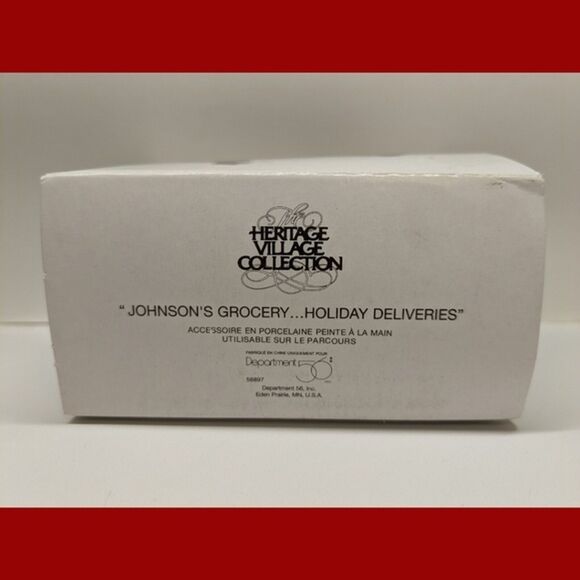 The
HERITAGE
VILLAGE
COLLECTION
"JOHNSON'S GROCERY...HOLIDAY DELIVERIES"
ACCESSOIRE EN PORCELAINE PEINTE À LA MAIN
UTILISABLE SUR LE PARCOURS
FABRIQUÉ EN CHINE UNIQUEMENT POUR
Department 56
58897
Department 56, Inc.
Eden Prairie, MN, U.S.A.